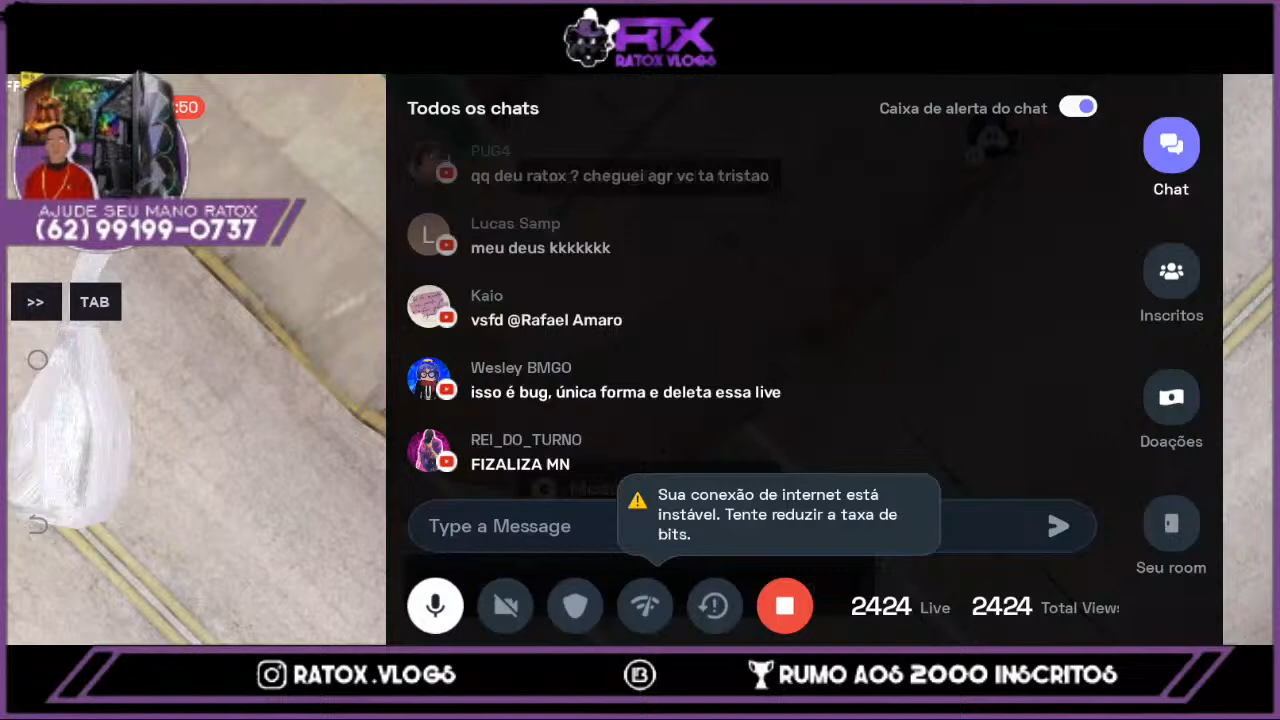 RTX
RATOX VLOGS
FF
:50
AJUDE SEU MANO RATOX
(62) 99199-0737
>>
TAB
Todos os chats
Caixa de alerta do chat
PUG4
qq deu ratox ? cheguei agr vc ta tristao
L
Lucas Samp
meu deus kkkkkkk
Kaio
vsfd @Rafael Amaro
Wesley BMGO
isso é bug, única forma e deleta essa live
REI_DO_TURNO
FIZALIZA MN
Type a Message
Sua conexão de internet está
instável. Tente reduzir a taxa de
bits.
2424 Live
2424 Total Views
Chat
Inscritos
Doações
Seu room
RATOX.VLOGS
RUMO AOS 2000 INSCRITOS